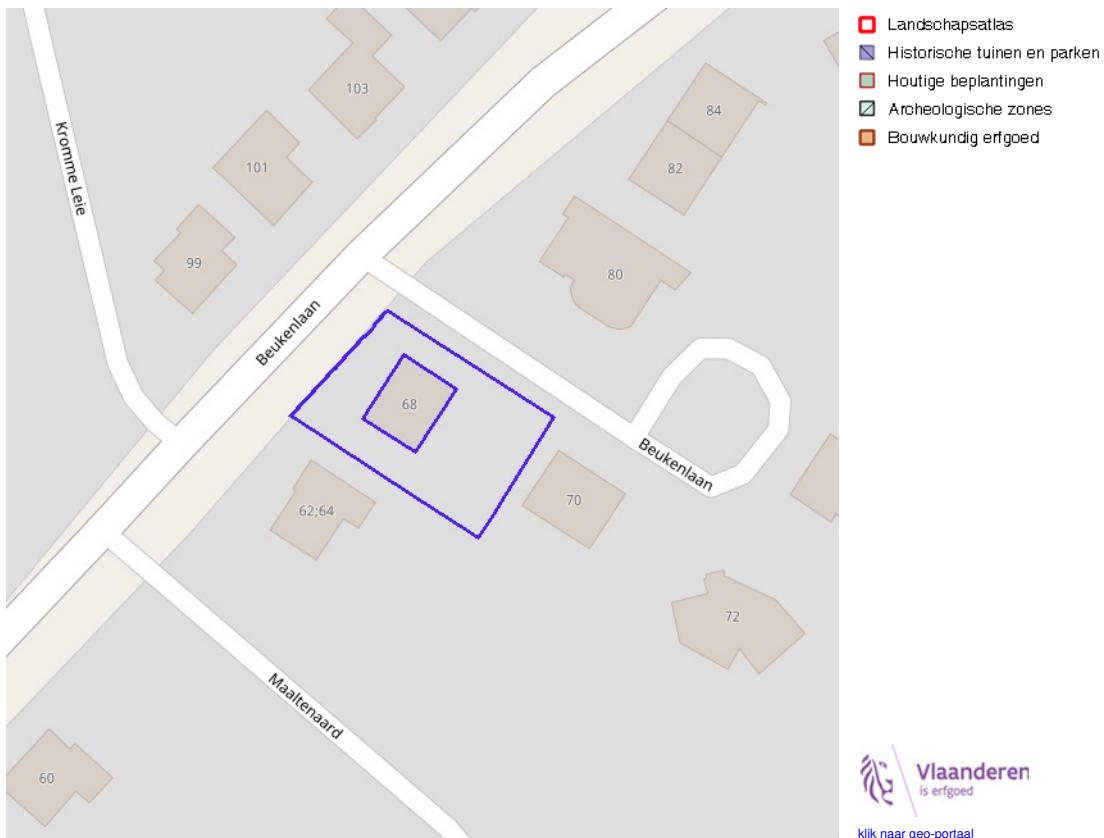 Landschapsatlas
Historische tuinen en parken
Houtige beplantingen
Archeologische zones
Bouwkundig erfgoed
103
84
101
82
Kromme Leie
99
80
Beukenlaan
68
Beukenlaan
70
62;64
72
Maaltenaard
60
Vlaanderen
is erfgoed
klik naar geo-portaal